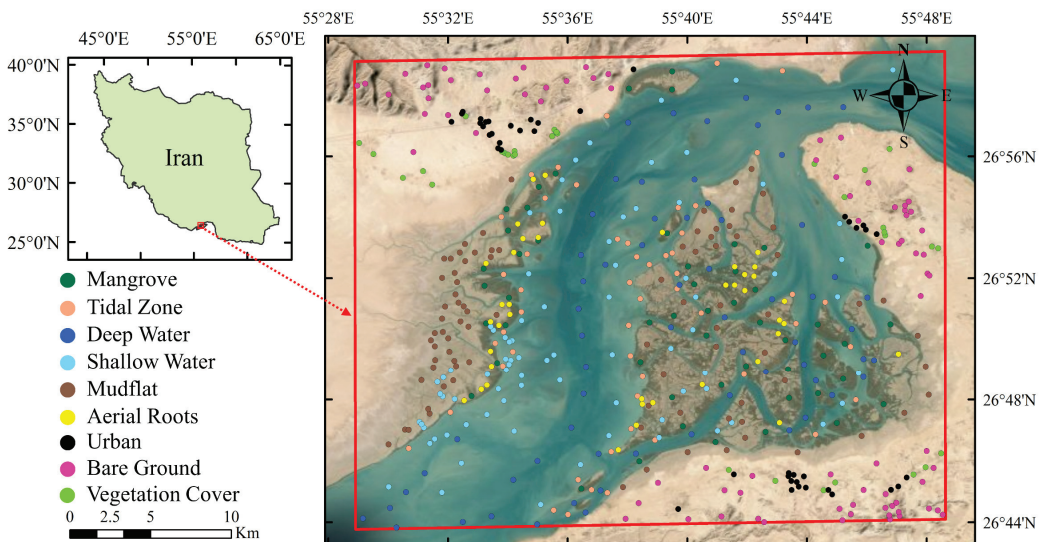 55°28'E 55°32'E 55°36'E 55°40'E 55°44'E 55°48'E
45°0'E 55°0'E 65°0'E
40°0'N
35°0'N
30°0'N
25°0'N
Iran
N
W E
S
26°56'N
26°52'N
26°48'N
26°44'N
Mangrove
Tidal Zone
Deep Water
Shallow Water
Mudflat
Aerial Roots
Urban
Bare Ground
Vegetation Cover
0 2.5 5 10
Km